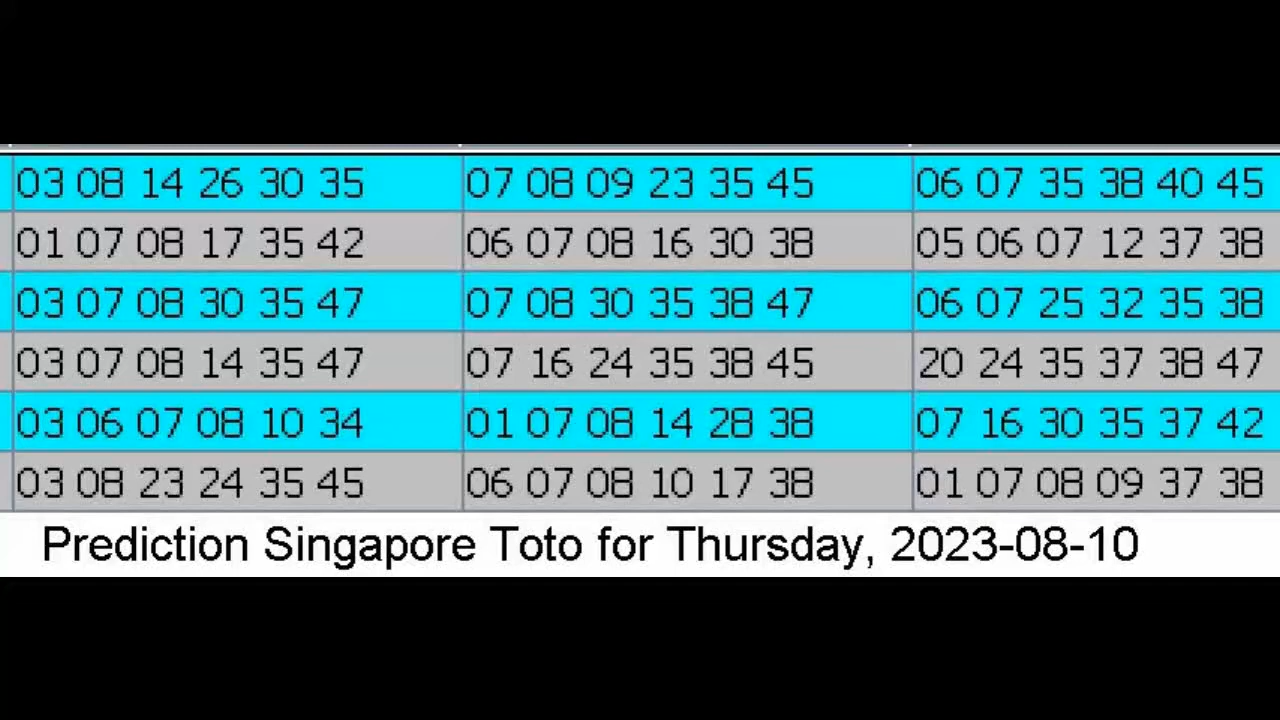 03 08 14 26 30 35 07 08 09 23 35 45 06 07 35 38 40 45
01 07 08 17 35 42 06 07 08 16 30 38 05 06 07 12 37 38
03 07 08 30 35 47 07 08 30 35 38 47 06 07 25 32 35 38
03 07 08 14 35 47 07 16 24 35 38 45 20 24 35 37 38 47
03 06 07 08 10 34 01 07 08 14 28 38 07 16 30 35 37 42
03 08 23 24 35 45 06 07 08 10 17 38 01 07 08 09 37 38
Prediction Singapore Toto for Thursday, 2023-08-10